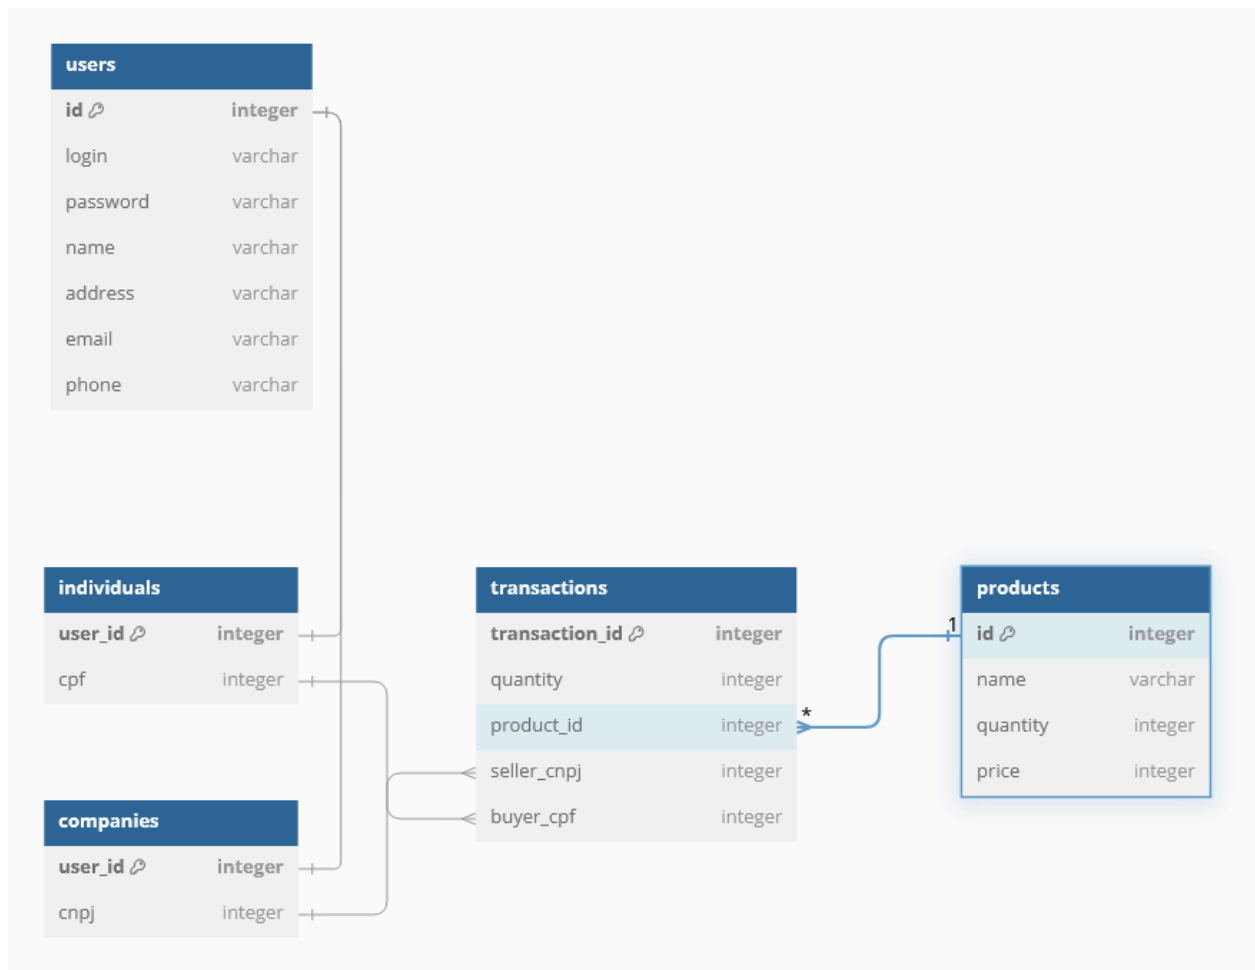 users
id integer
login varchar
password varchar
name varchar
address varchar
email varchar
phone varchar
individuals
user_id integer
cpf integer
companies
user_id integer
cnpj integer
transactions
transaction_id integer
quantity integer
product_id integer
seller_cnpj integer
buyer_cpf integer
* 1
products
id integer
name varchar
quantity integer
price integer